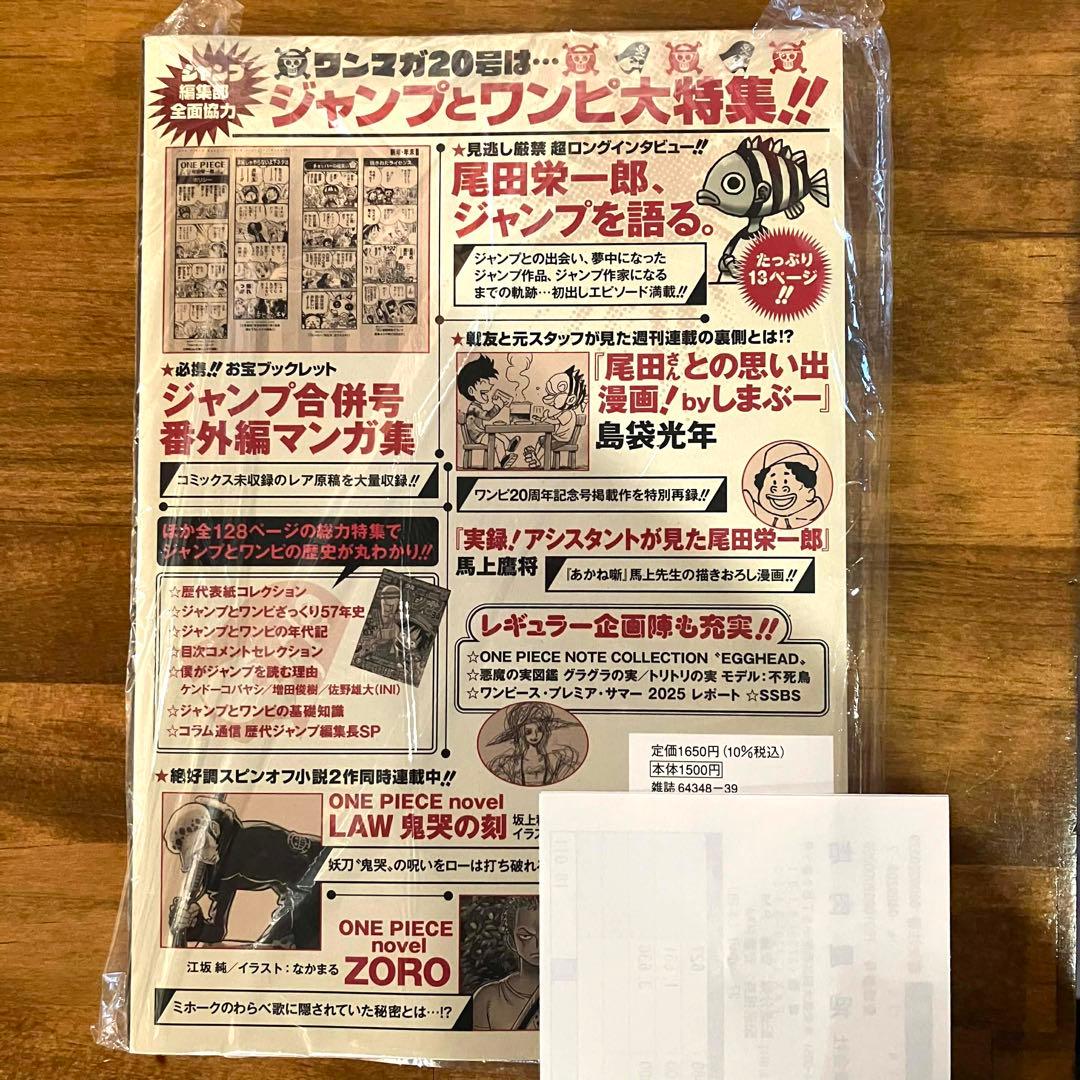 ジャンプ
編集部
全面協力
ワンマガ20号は…
ジャンプとワンピ大特集!!
ONE PIECE
★必携!! お宝ブックレット
ジャンプ合併号
番外編マンガ集
コミックス未収録のレア原稿を大量収録!!
ほか全128ページの総力特集で
ジャンプとワンピの歴史が丸わかり!!
☆歴代表紙コレクション
☆ジャンプとワンピざっくり57年史
☆ジャンプとワンピの年代記
☆目次コメントセレクション
☆僕がジャンプを読む理由
ケンドーコバヤシ/増田俊樹/佐野雄大(INI)
☆ジャンプとワンピの基礎知識
☆コラム通信 歴代ジャンプ編集長SP
★見逃し厳禁 超ロングインタビュー!!
尾田栄一郎、
ジャンプを語る。
ジャンプとの出会い、夢中になった
ジャンプ作品、ジャンプ作家になる
までの軌跡…初出しエピソード満載!!
たっぷり
13ページ
!!
★戦友と元スタッフが見た週刊連載の裏側とは!?
『尾田さんとの思い出
漫画! byしまぶー』
島袋光年
ワンピ20周年記念号掲載作を特別再録!!
『実録! アシスタントが見た尾田栄一郎』
馬上鷹将
『あかね噺』馬上先生の描きおろし漫画!!
レギュラー企画陣も充実!!
☆ONE PIECE NOTE COLLECTION 〝EGGHEAD〟
☆悪魔の実図鑑 グラグラの実/トリトリの実 モデル:不死鳥
☆ワンピース・プレミア・サマー 2025 レポート ☆SSBS
定価1650円(10%税込)
本体1500円
雑誌 64348-39
★絶好調スピンオフ小説2作同時連載中!!
ONE PIECE novel
LAW 鬼哭の刻
坂上
イラス
妖刀〝鬼哭〟の呪いをローは打ち破れ
ONE PIECE
novel
ZORO
江坂 純/イラスト:なかまる
ミホークのわらべ歌に隠されていた秘密とは…!?